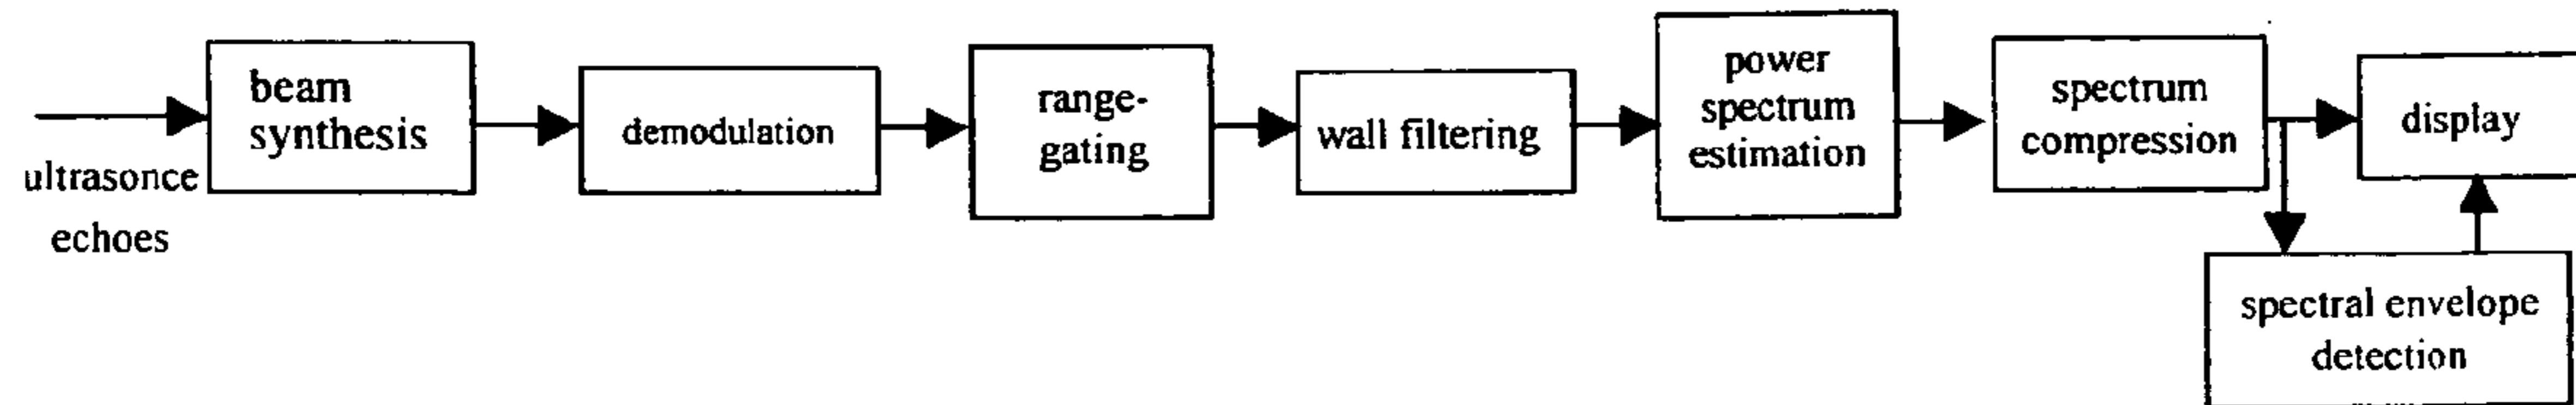 ultrasonce
echoes
beam
synthesis
demodulation
range-
gating
wall filtering
power
spectrum
estimation
spectrum
compression
display
spectral envelope
detection